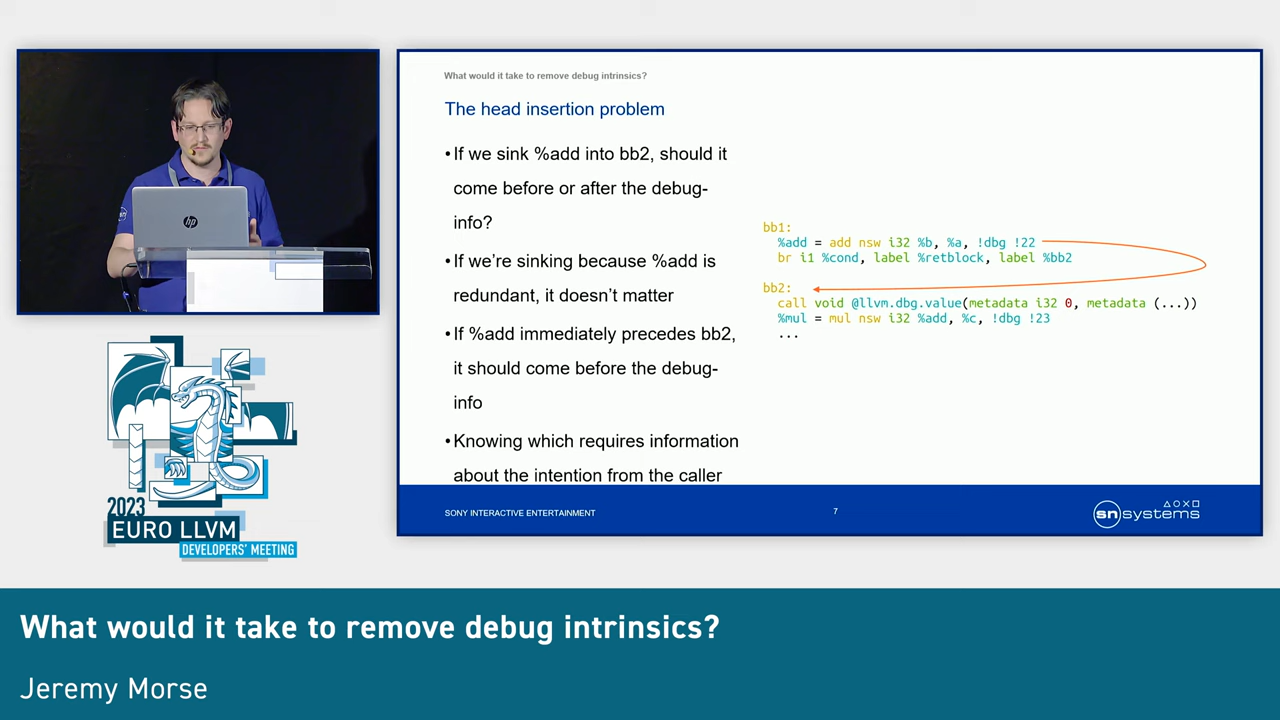 What would it take to remove debug intrinsics?
The head insertion problem
•If we sink %add into bb2, should it
come before or after the debug-
info?
•If we're sinking because %add is
redundant, it doesn't matter
•If %add immediately precedes bb2,
it should come before the debug-
info
•Knowing which requires information
about the intention from the caller
bb1:
%add = add nsw i32 %b, %a, !dbg !22
br i1 %cond, label %retblock, label %bb2
bb2:
call void @llvm.dbg.value(metadata i32 0, metadata (...))
%mul = mul nsw i32 %add, %c, !dbg !23
...
SONY INTERACTIVE ENTERTAINMENT
7
sn systems
hp
2023
EURO LLVM
DEVELOPERS' MEETING
What would it take to remove debug intrinsics?
Jeremy Morse